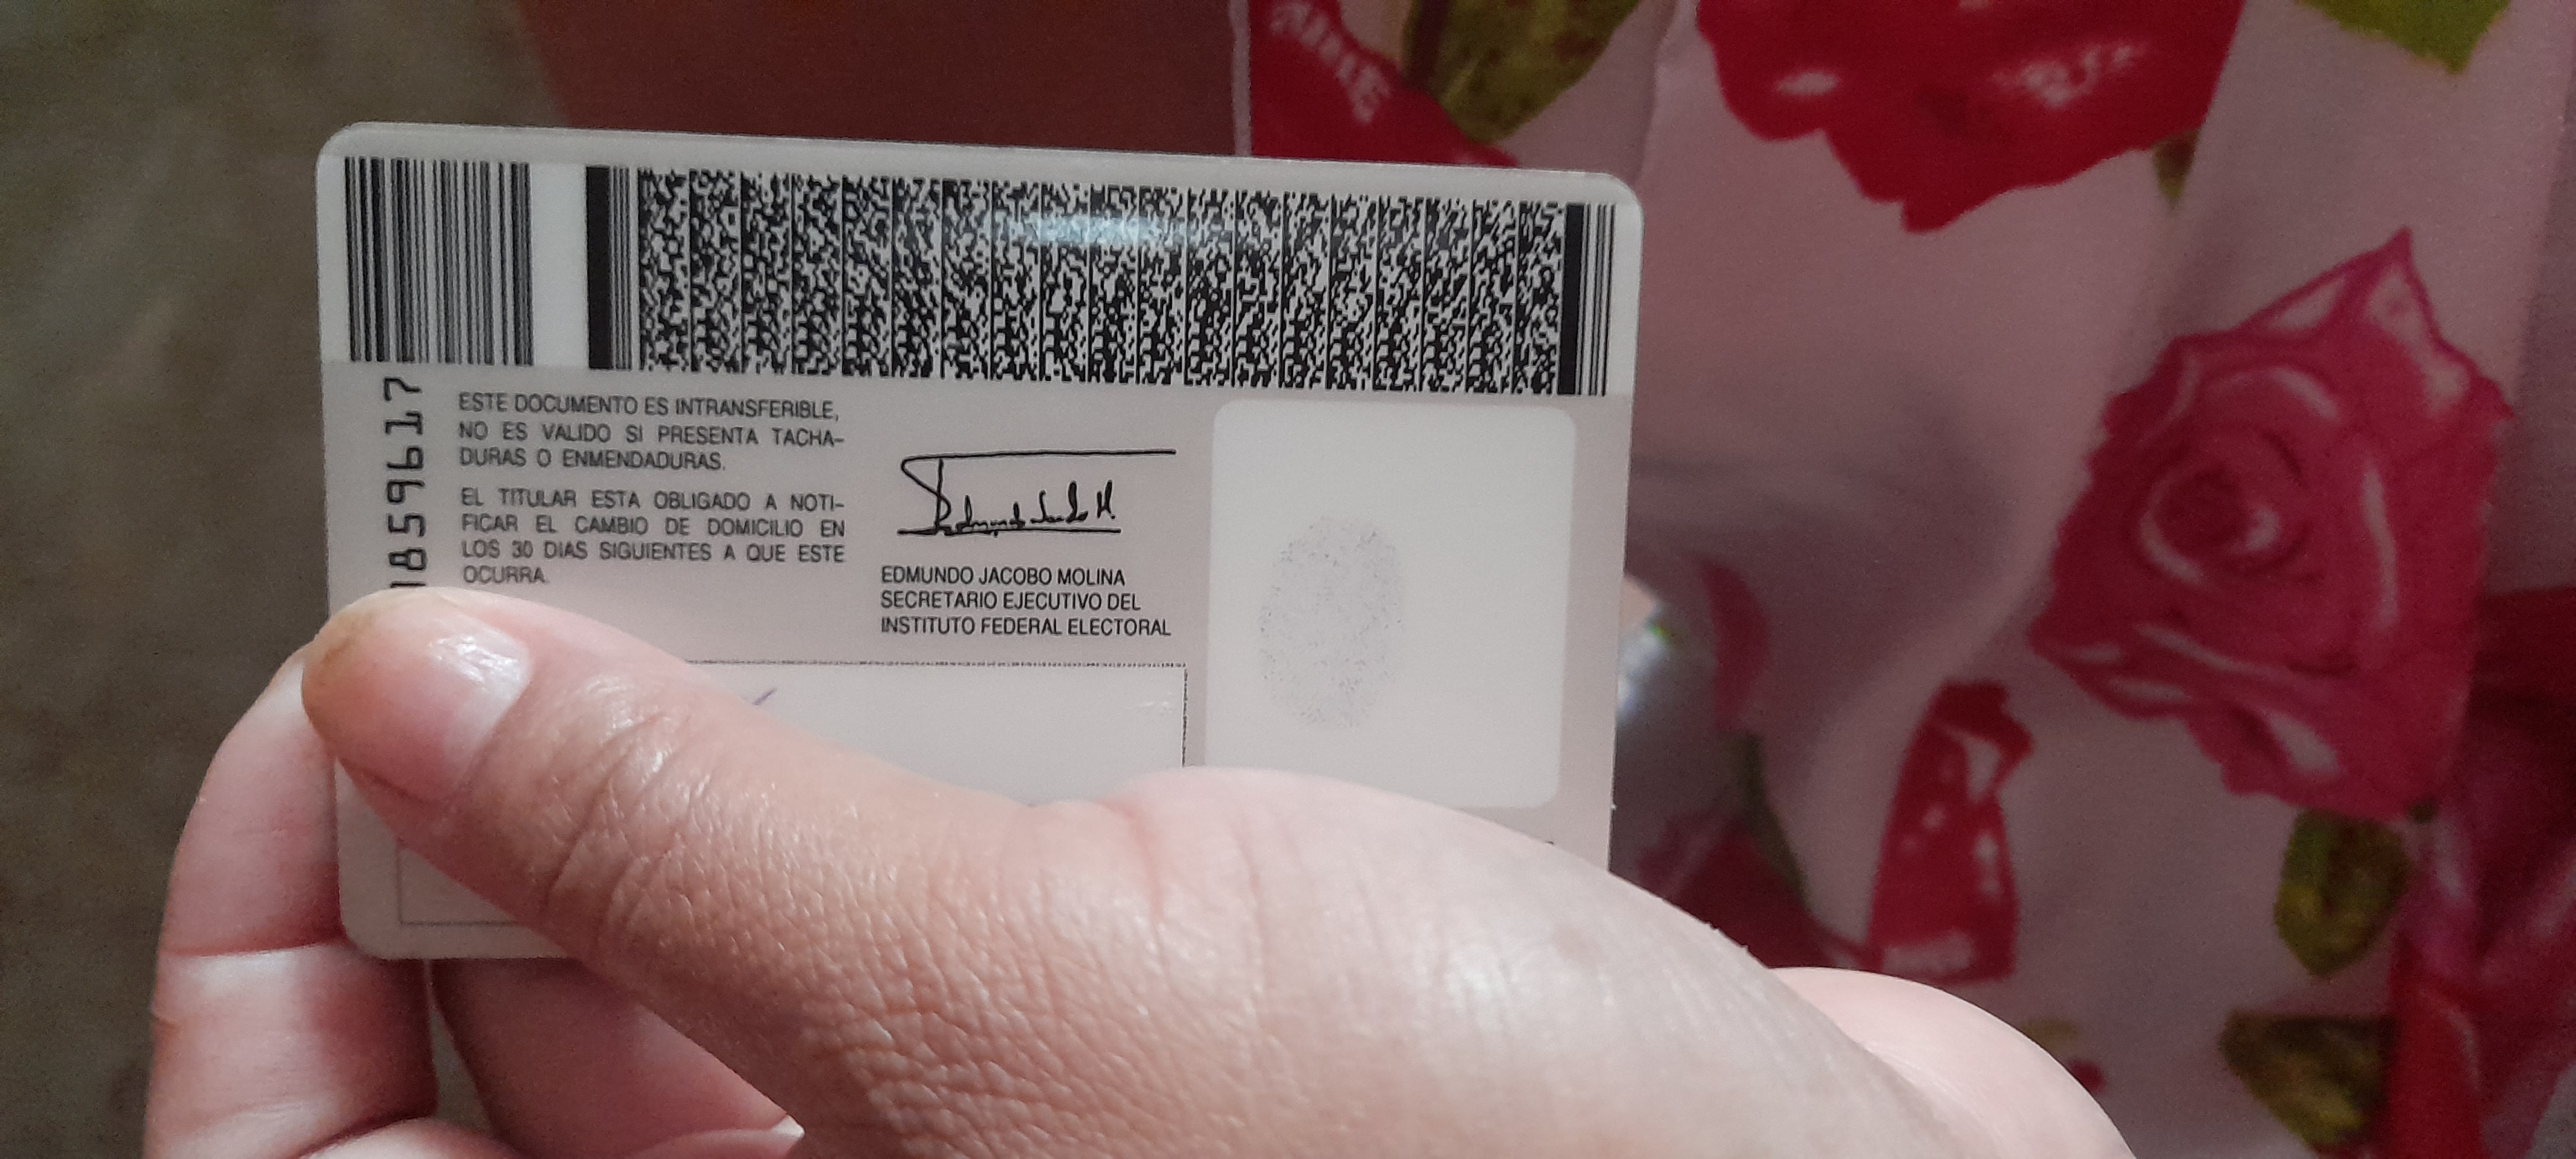 ESTE DOCUMENTO ES INTRANSFERIBLE,
NO ES VALIDO SI PRESENTA TACHA-
DURAS O ENMENDADURAS.
EL TITULAR ESTA OBLIGADO A NOTI-
FICAR EL CAMBIO DE DOMICILIO EN
LOS 30 DIAS SIGUIENTES A QUE ESTE
OCURRA.
EDMUNDO JACOBO MOLINA
SECRETARIO EJECUTIVO DEL
INSTITUTO FEDERAL ELECTORAL
859617